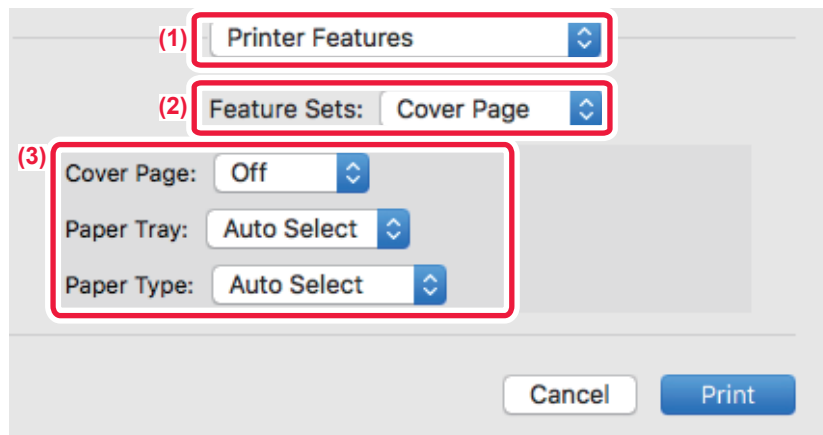 (1) Printer Features
(2) Feature Sets: Cover Page
(3)
Cover Page: Off
Paper Tray: Auto Select
Paper Type: Auto Select
Cancel Print